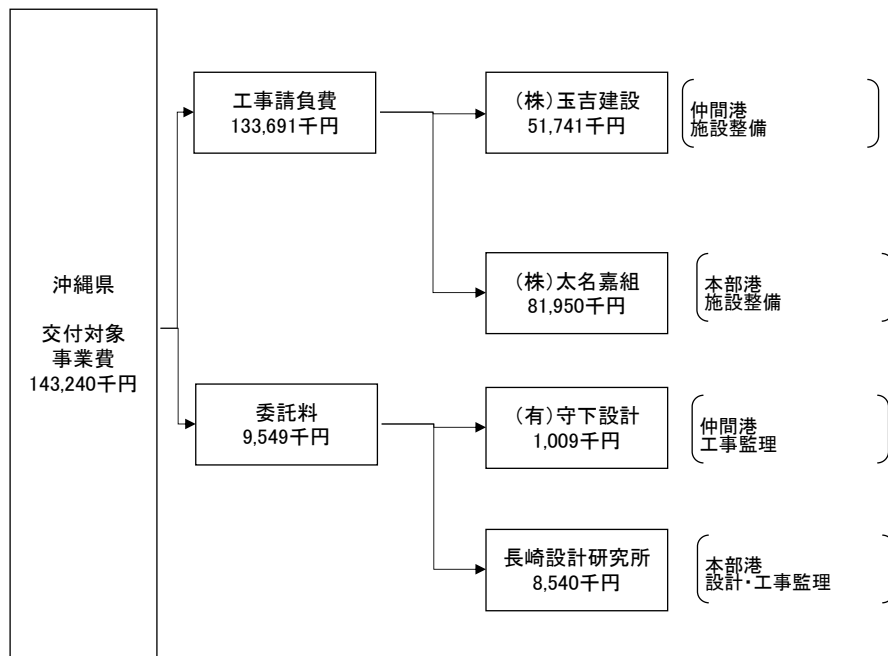 沖縄県
交付対象
事業費
143,240千円
工事請負費
133,691千円
(株)玉吉建設
51,741千円
仲間港
施設整備
(株)太名嘉組
81,950千円
本部港
施設整備
委託料
9,549千円
(有)守下設計
1,009千円
仲間港
工事監理
長崎設計研究所
8,540千円
本部港
設計・工事監理